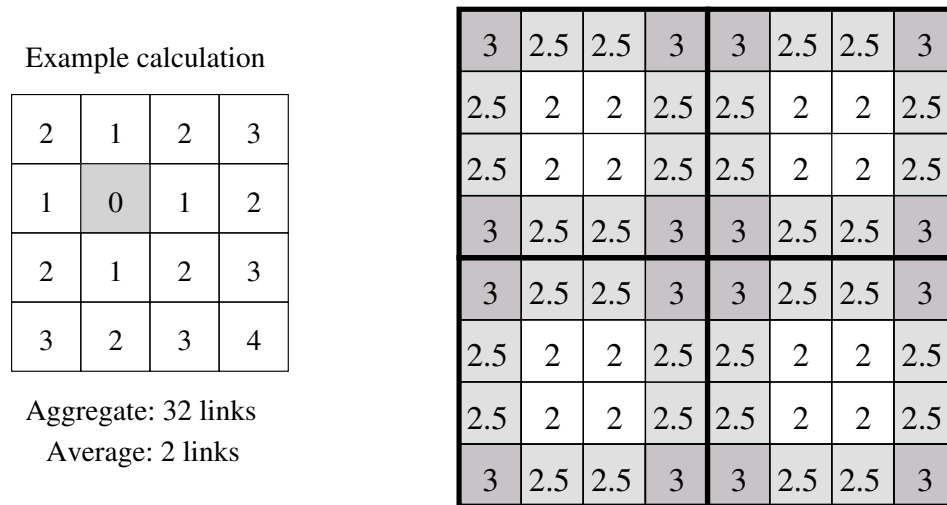 Example calculation
2 1 2 3
1 0 1 2
2 1 2 3
3 2 3 4
Aggregate: 32 links
Average: 2 links
3 2.5 2.5 3 3 2.5 2.5 3
2.5 2 2 2.5 2.5 2 2 2.5
2.5 2 2 2.5 2.5 2 2 2.5
3 2.5 2.5 3 3 2.5 2.5 3
3 2.5 2.5 3 3 2.5 2.5 3
2.5 2 2 2.5 2.5 2 2 2.5
2.5 2 2 2.5 2.5 2 2 2.5
3 2.5 2.5 3 3 2.5 2.5 3